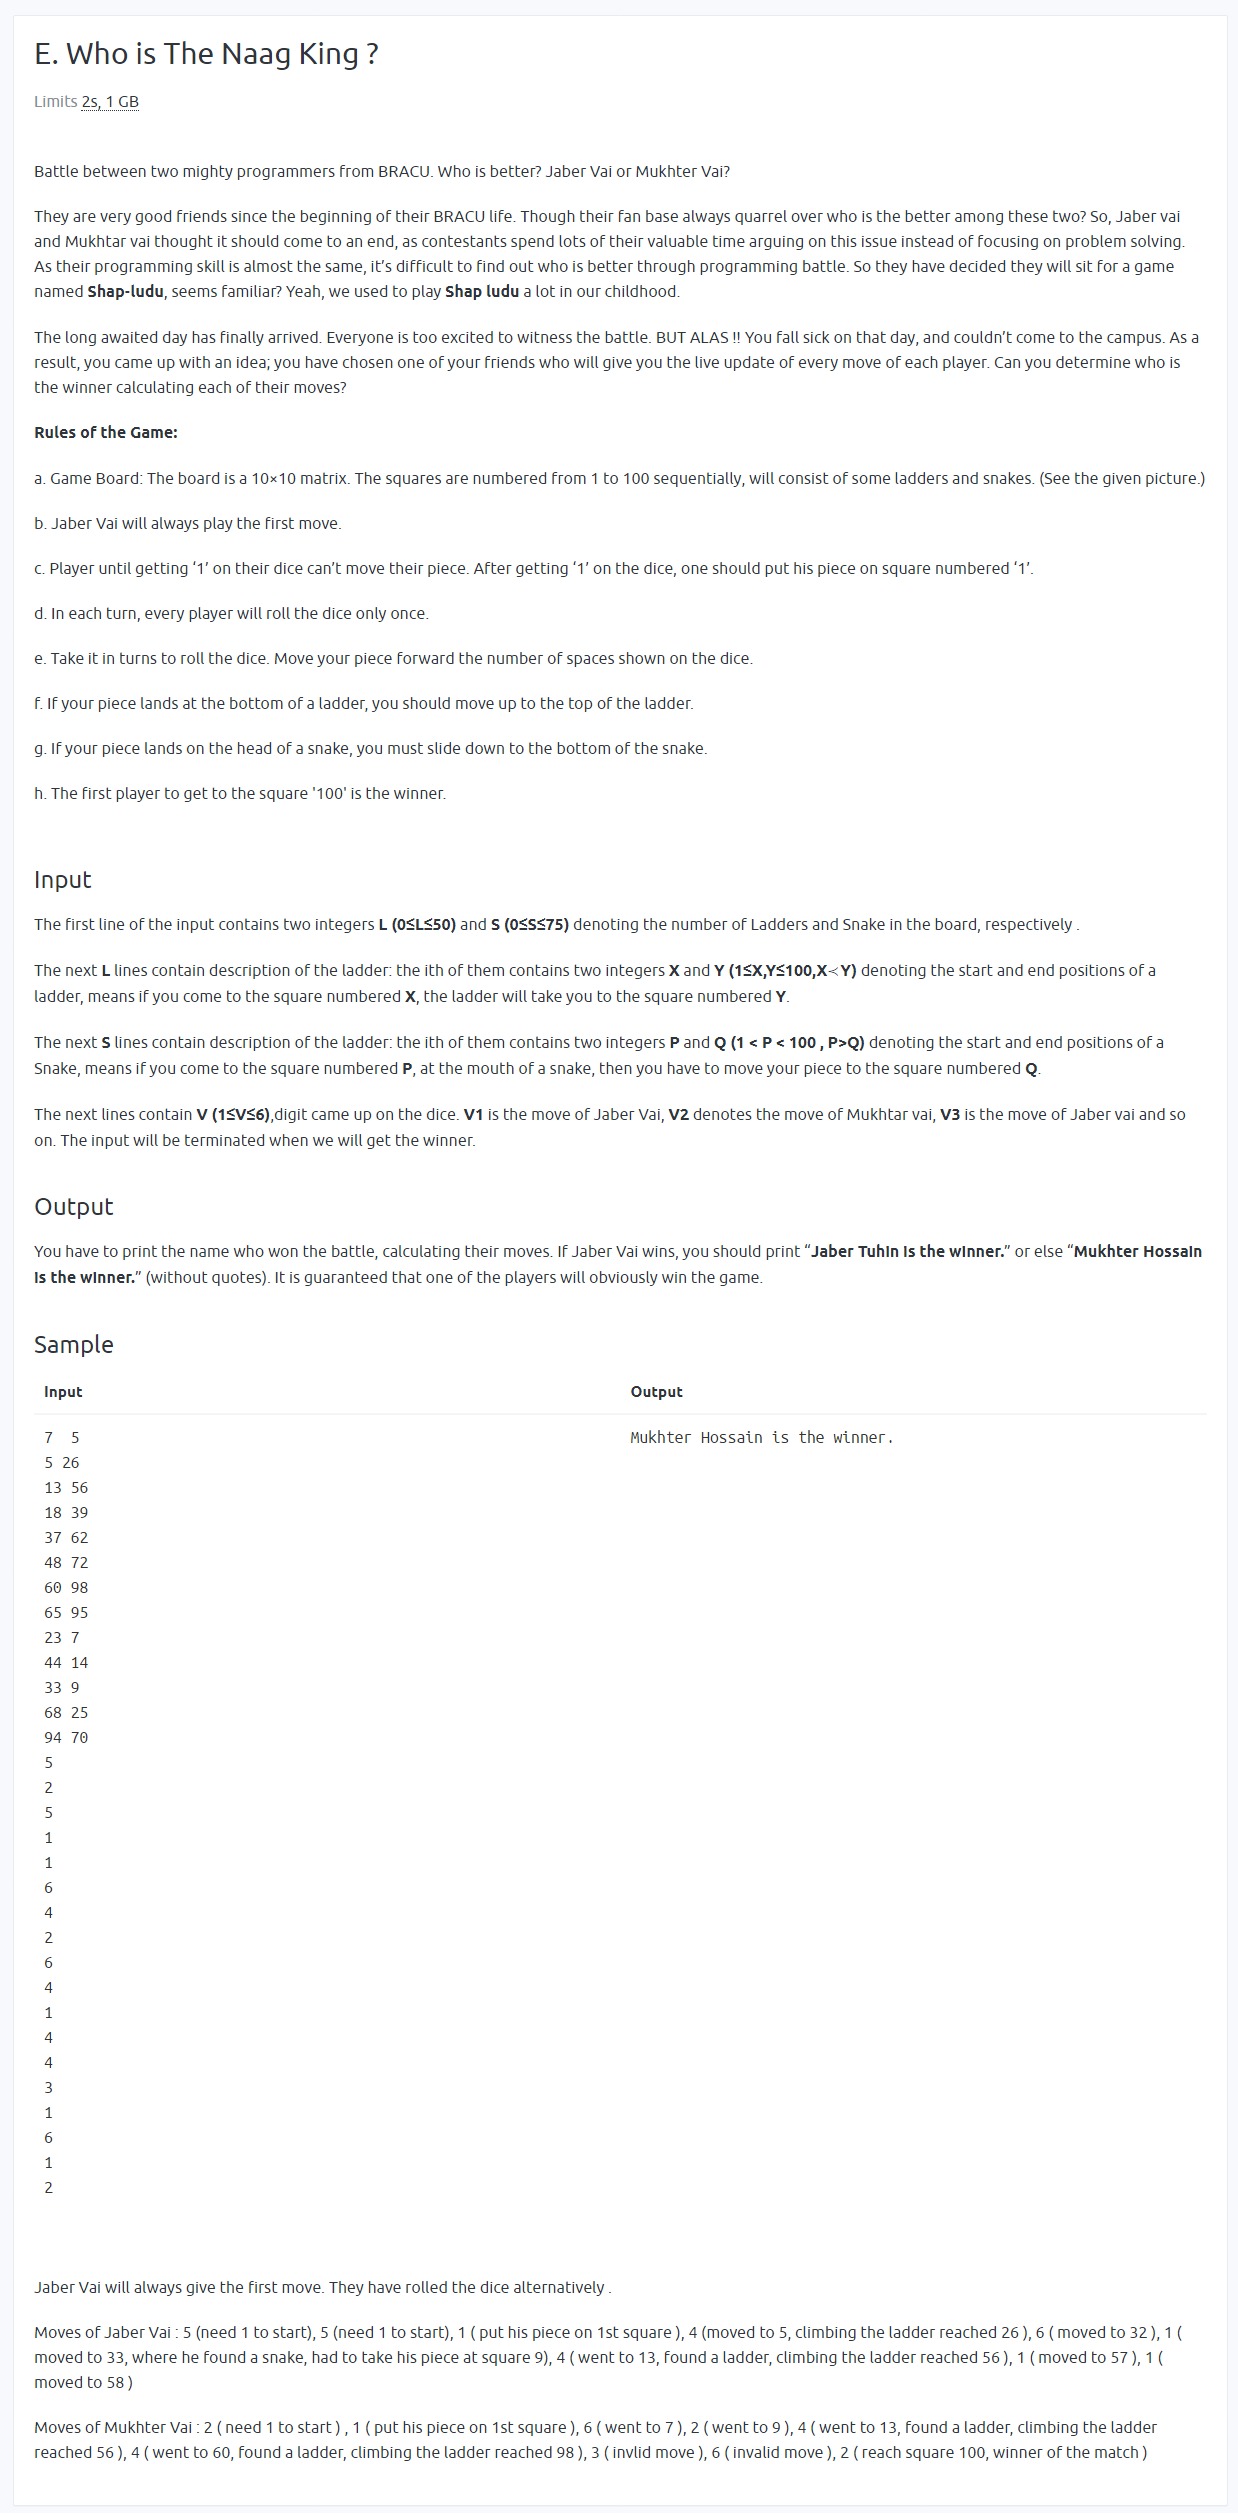 E. Who is The Naag King ?
Limits 2s, 1 GB
Battle between two mighty programmers from BRACU. Who is better? Jaber Vai or Mukhter Vai?
They are very good friends since the beginning of their BRACU life. Though their fan base always quarrel over who is the better among these two? So, Jaber vai
and Mukhtar vai thought it should come to an end, as contestants spend lots of their valuable time arguing on this issue instead of focusing on problem solving.
As their programming skill is almost the same, it’s difficult to find out who is better through programming battle. So they have decided they will sit for a game
named Shap-ludu, seems familiar? Yeah, we used to play Shap ludu a lot in our childhood.
The long awaited day has finally arrived. Everyone is too excited to witness the battle. BUT ALAS !! You fall sick on that day, and couldn’t come to the campus. As a
result, you came up with an idea; you have chosen one of your friends who will give you the live update of every move of each player. Can you determine who is
the winner calculating each of their moves?
Rules of the Game:
a. Game Board: The board is a 10×10 matrix. The squares are numbered from 1 to 100 sequentially, will consist of some ladders and snakes. (See the given picture.)
b. Jaber Vai will always play the first move.
c. Player until getting ‘1’ on their dice can’t move their piece. After getting ‘1’ on the dice, one should put his piece on square numbered ‘1’.
d. In each turn, every player will roll the dice only once.
e. Take it in turns to roll the dice. Move your piece forward the number of spaces shown on the dice.
f. If your piece lands at the bottom of a ladder, you should move up to the top of the ladder.
g. If your piece lands on the head of a snake, you must slide down to the bottom of the snake.
h. The first player to get to the square '100' is the winner.
Input
The first line of the input contains two integers L (0≤L≤50) and S (0≤S≤75) denoting the number of Ladders and Snake in the board, respectively .
The next L lines contain description of the ladder: the ith of them contains two integers X and Y (1≤X,Y≤100,X≺Y) denoting the start and end positions of a
ladder, means if you come to the square numbered X, the ladder will take you to the square numbered Y.
The next S lines contain description of the ladder: the ith of them contains two integers P and Q (1 < P < 100 , P>Q) denoting the start and end positions of a
Snake, means if you come to the square numbered P, at the mouth of a snake, then you have to move your piece to the square numbered Q.
The next lines contain V (1≤V≤6),digit came up on the dice. V1 is the move of Jaber Vai, V2 denotes the move of Mukhtar vai, V3 is the move of Jaber vai and so
on. The input will be terminated when we will get the winner.
Output
You have to print the name who won the battle, calculating their moves. If Jaber Vai wins, you should print “Jaber Tuhin is the winner.” or else “Mukhter Hossain
is the winner.” (without quotes). It is guaranteed that one of the players will obviously win the game.
Sample
Input Output
7  5 Mukhter Hossain is the winner.
5 26
13 56
18 39
37 62
48 72
60 98
65 95
23 7
44 14
33 9
68 25
94 70
5
2
5
1
1
6
4
2
6
4
1
4
4
3
1
6
1
2
Jaber Vai will always give the first move. They have rolled the dice alternatively .
Moves of Jaber Vai : 5 (need 1 to start), 5 (need 1 to start), 1 ( put his piece on 1st square ), 4 (moved to 5, climbing the ladder reached 26 ), 6 ( moved to 32 ), 1 (
moved to 33, where he found a snake, had to take his piece at square 9), 4 ( went to 13, found a ladder, climbing the ladder reached 56 ), 1 ( moved to 57 ), 1 (
moved to 58 )
Moves of Mukhter Vai : 2 ( need 1 to start ) , 1 ( put his piece on 1st square ), 6 ( went to 7 ), 2 ( went to 9 ), 4 ( went to 13, found a ladder, climbing the ladder
reached 56 ), 4 ( went to 60, found a ladder, climbing the ladder reached 98 ), 3 ( invlid move ), 6 ( invalid move ), 2 ( reach square 100, winner of the match )